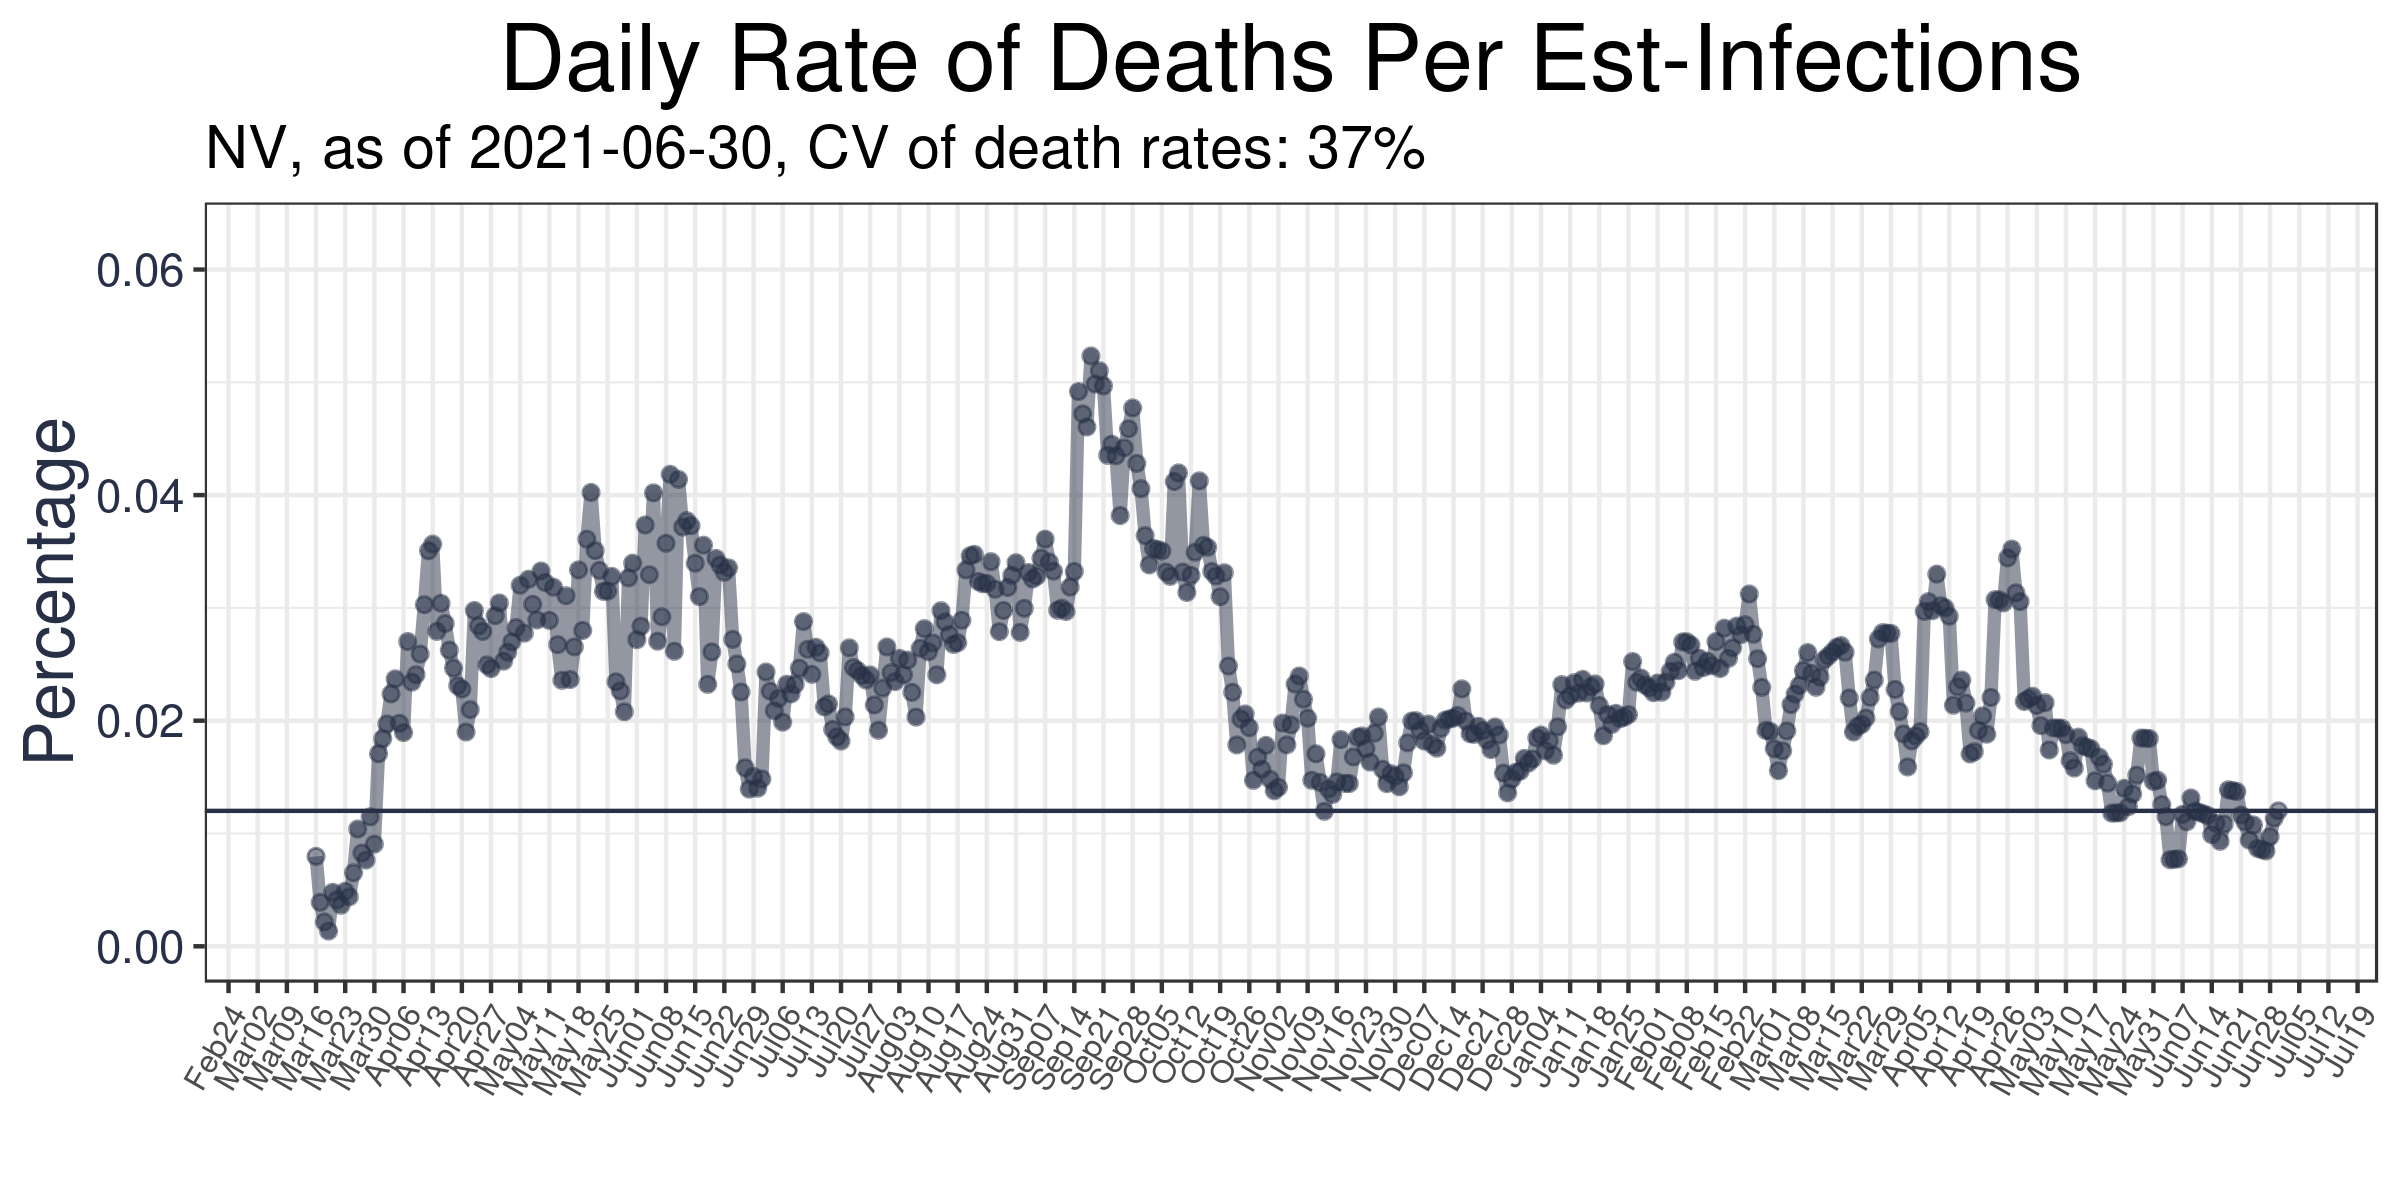 Daily Rate of Deaths Per Est-Infections
NV, as of 2021-06-30, CV of death rates: 37%
Percentage
0.06
0.04
0.02
0.00
Feb24 Mar02 Mar09 Mar16 Mar23 Mar30 Apr06 Apr13 Apr20 Apr27 May04 May11 May18 May25 Jun01 Jun08 Jun15 Jun22 Jun29 Jul06 Jul13 Jul20 Jul27 Aug03 Aug10 Aug17 Aug24 Aug31 Sep07 Sep14 Sep21 Sep28 Oct05 Oct12 Oct19 Oct26 Nov02 Nov09 Nov16 Nov23 Nov30 Dec07 Dec14 Dec21 Dec28 Jan04 Jan11 Jan18 Jan25 Feb01 Feb08 Feb15 Feb22 Mar01 Mar08 Mar15 Mar22 Mar29 Apr05 Apr12 Apr19 Apr26 May03 May10 May17 May24 May31 Jun07 Jun14 Jun21 Jun28 Jul05 Jul12 Jul19